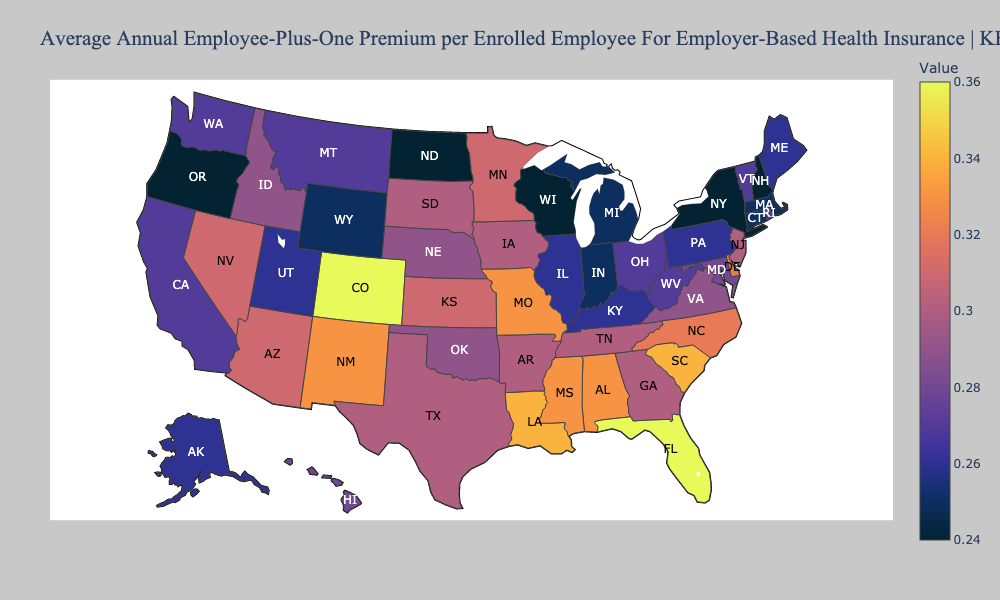 Average Annual Employee-Plus-One Premium per Enrolled Employee For Employer-Based Health Insurance |
Value
0.36
0.34
0.32
0.3
0.28
0.26
0.24
WA
MT
ND
MN
ME
OR
ID
WY
SD
WI
MI
NY
VT
NH
MA
CT
RI
CA
NV
UT
CO
NE
IA
IL
IN
OH
PA
NJ
MD
DE
WV
VA
KS
MO
KY
AZ
NM
OK
AR
TN
NC
SC
TX
LA
MS
AL
GA
FL
AK
HI